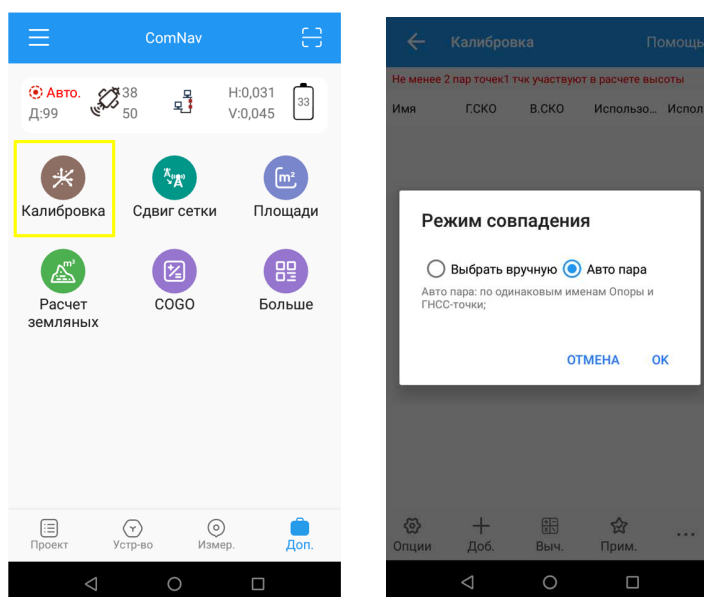 ComNav
Авто. 38 H:0,031 33
Д:99 50 V:0,045
Калибровка Сдвиг сетки Площади
m²
m³
Расчет COGO Больше
земляных
Проект Устр-во Измер. Доп.
Калибровка Помощь
Не менее 2 пар точек1 тчк участвуют в расчете высоты
Имя Г.СКО В.СКО Использо... Испол
Режим совпадения
Выбрать вручную Авто пара
Авто пара: по одинаковым именам Опоры и
ГНСС-точки;
ОТМЕНА OK
Опции Доб. Выч. Прим. ...